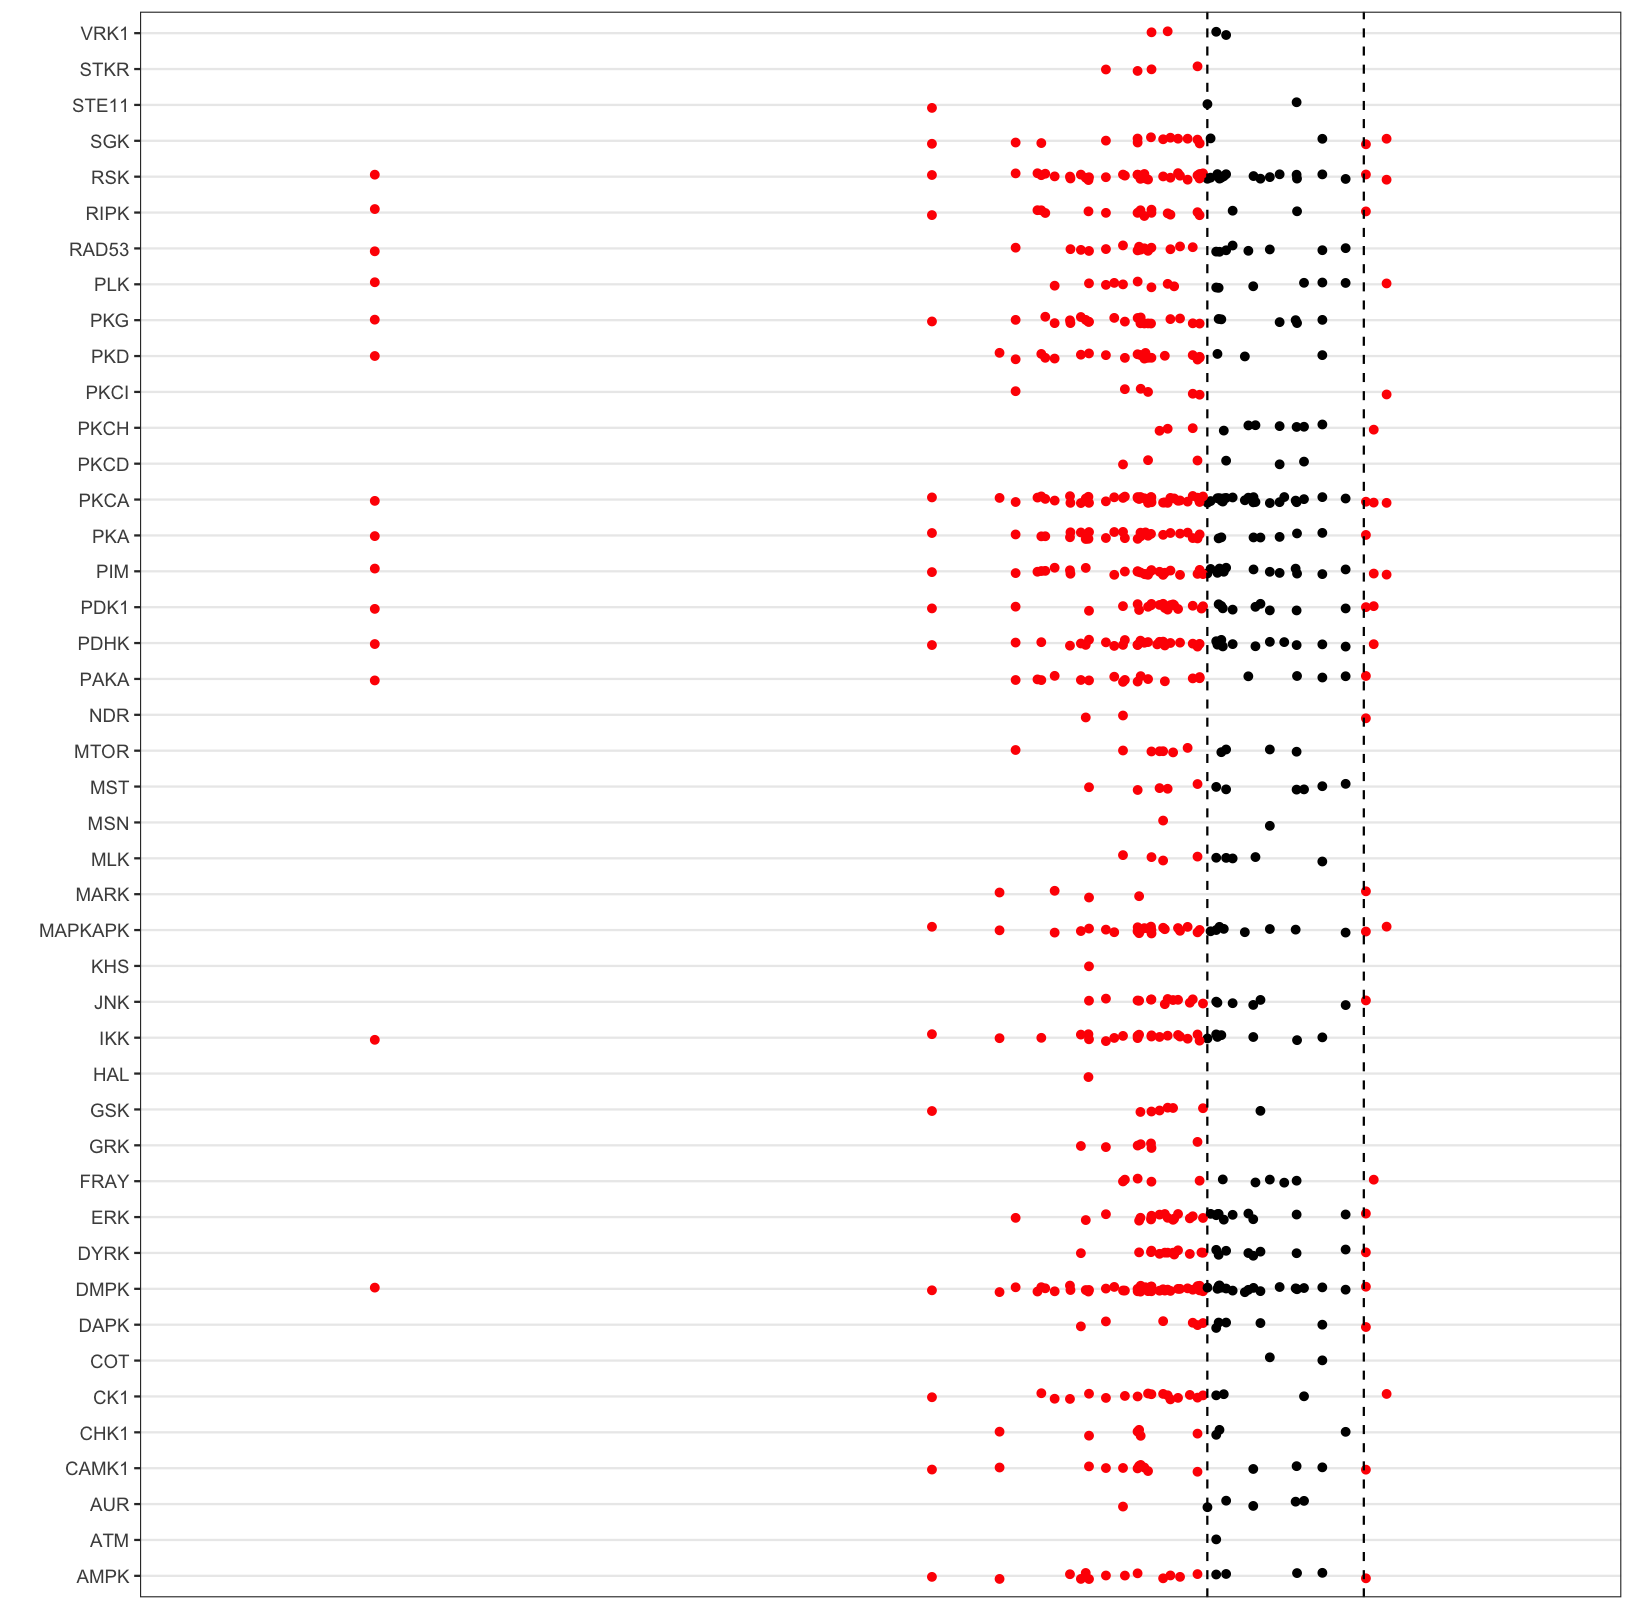 VRK1
STKR
STE11
SGK
RSK
RIPK
RAD53
PLK
PKG
PKD
PKCI
PKCH
PKCD
PKCA
PKA
PIM
PDK1
PDHK
PAKA
NDR
MTOR
MST
MSN
MLK
MARK
MAPKAPK
KHS
JNK
IKK
HAL
GSK
GRK
FRAY
ERK
DYRK
DMPK
DAPK
COT
CK1
CHK1
CAMK1
AUR
ATM
AMPK